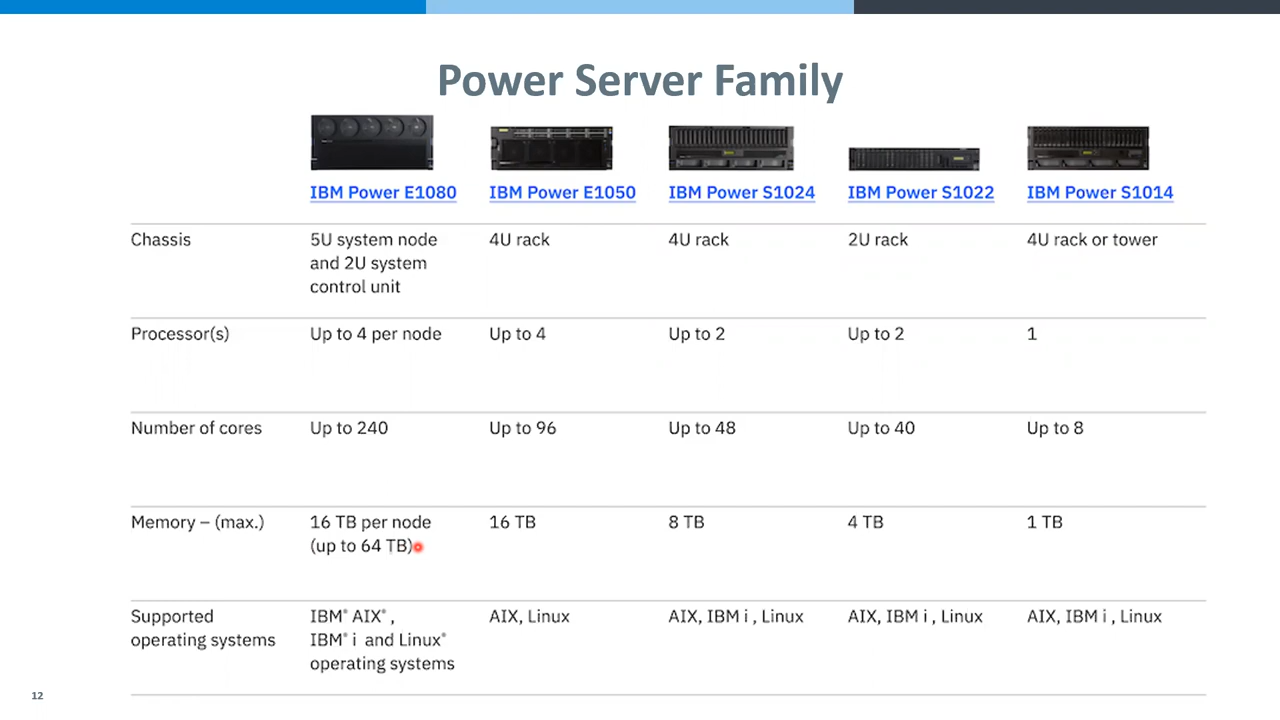 Power Server Family
IBM Power E1080
IBM Power E1050
IBM Power S1024
IBM Power S1022
IBM Power S1014
Chassis
5U system node
and 2U system
control unit
4U rack
4U rack
2U rack
4U rack or tower
Processor(s)
Up to 4 per node
Up to 4
Up to 2
Up to 2
1
Number of cores
Up to 240
Up to 96
Up to 48
Up to 40
Up to 8
Memory – (max.)
16 TB per node
(up to 64 TB)
16 TB
8 TB
4 TB
1 TB
Supported
operating systems
IBM® AIX® ,
IBM® i and Linux®
operating systems
AIX, Linux
AIX, IBM i , Linux
AIX, IBM i , Linux
AIX, IBM i , Linux
12